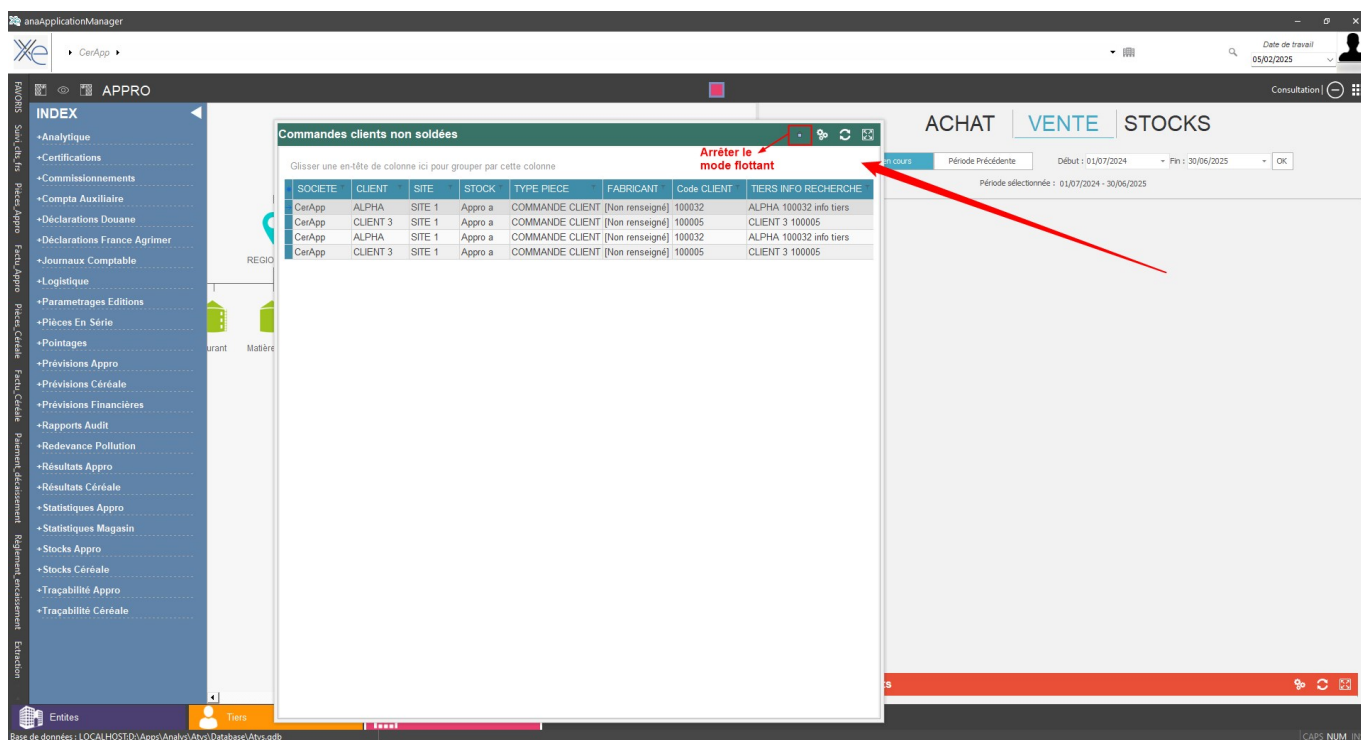 anaApplicationManager
CerApp
Date de travail
05/02/2025
APPRO
Consultation |
FAVORIS
Suivi_clts_frs
Pièces_Appro
Factu_Appro
Pièces_Céréale
Factu_Céréale
Paiement_décaissement
Règlement_encaissement
Extraction
INDEX
+Analytique
+Certifications
+Commissionnements
+Compta Auxiliaire
+Déclarations Douane
+Déclarations France Agrimer
+Journaux Comptable
+Logistique
+Parametrages Editions
+Pièces En Série
+Pointages
+Prévisions Appro
+Prévisions Céréale
+Prévisions Financières
+Rapports Audit
+Redevance Pollution
+Résultats Appro
+Résultats Céréale
+Statistiques Appro
+Statistiques Magasin
+Stocks Appro
+Stocks Céréale
+Traçabilité Appro
+Traçabilité Céréale
REGIO
urant Matière
Commandes clients non soldées
Arrêter le
mode flottant
Glisser une en-tête de colonne ici pour grouper par cette colonne
SOCIETE CLIENT SITE STOCK TYPE PIECE FABRICANT Code CLIENT TIERS INFO RECHERCHE
CerApp ALPHA SITE 1 Appro a COMMANDE CLIENT [Non renseigné] 100032 ALPHA 100032 info tiers
CerApp CLIENT 3 SITE 1 Appro a COMMANDE CLIENT [Non renseigné] 100005 CLIENT 3 100005
CerApp ALPHA SITE 1 Appro a COMMANDE CLIENT [Non renseigné] 100032 ALPHA 100032 info tiers
CerApp CLIENT 3 SITE 1 Appro a COMMANDE CLIENT [Non renseigné] 100005 CLIENT 3 100005
ACHAT VENTE STOCKS
en cours Période Précédente Début : 01/07/2024 Fin : 30/06/2025 OK
Période sélectionnée : 01/07/2024 - 30/06/2025
ts
Entites
Tiers
Base de données : LOCALHOST:D:\Apps\Analys\Atys\Database\Atys.gdb
CAPS NUM IN